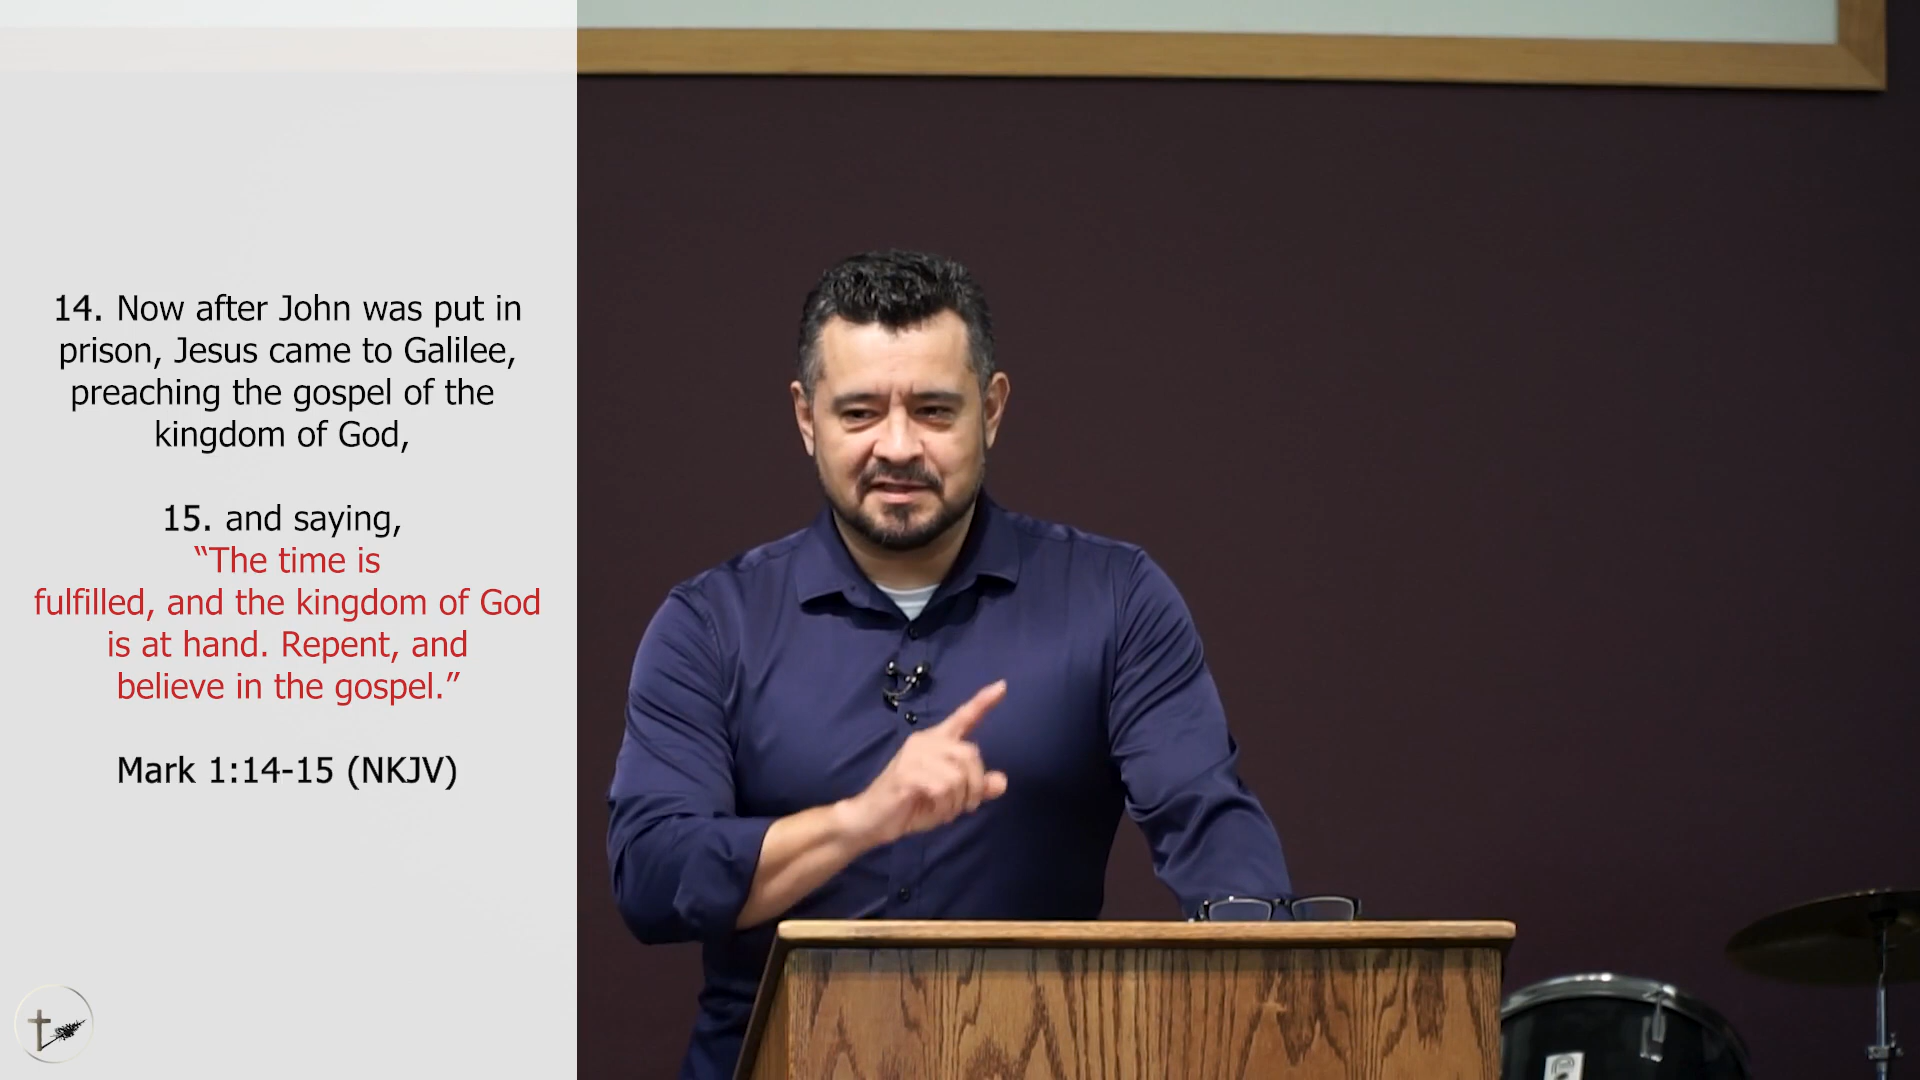 14. Now after John was put in
prison, Jesus came to Galilee,
preaching the gospel of the
kingdom of God,
15. and saying,
“The time is
fulfilled, and the kingdom of God
is at hand. Repent, and
believe in the gospel.”
Mark 1:14-15 (NKJV)